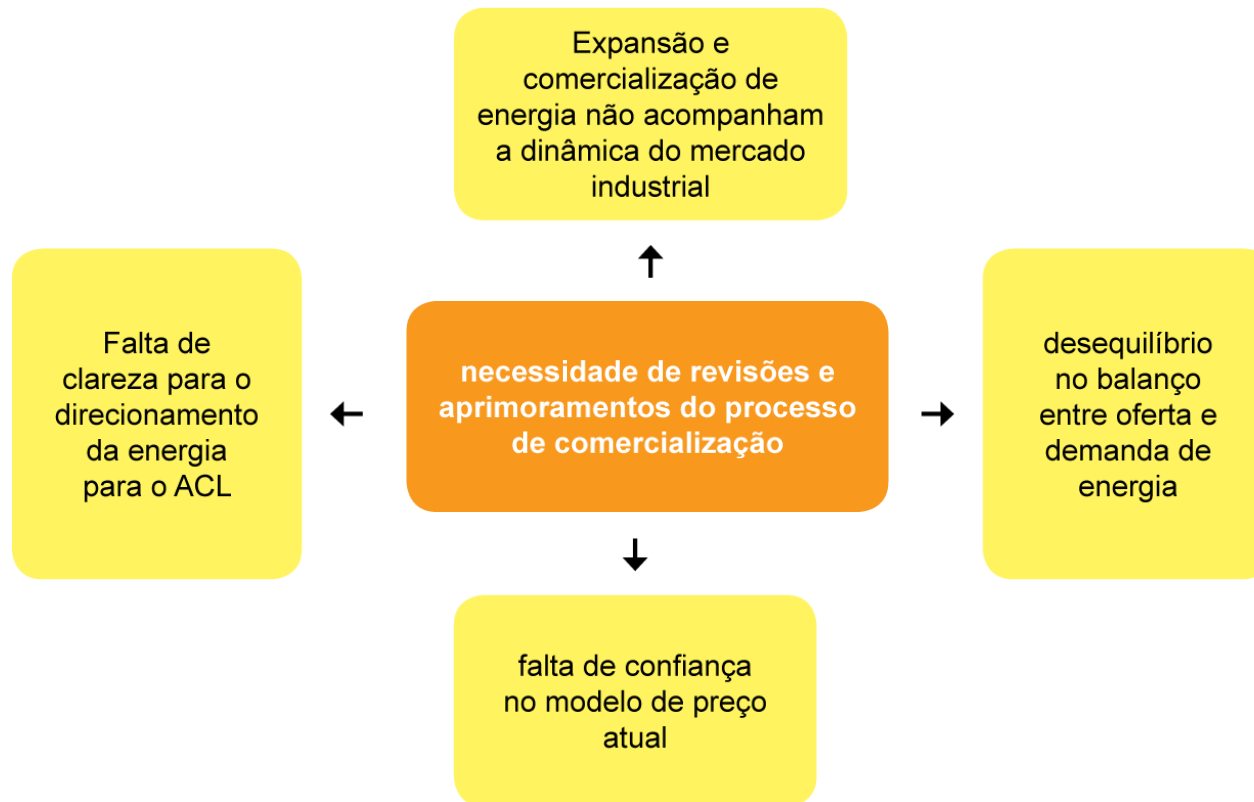 Expansão e
comercialização de
energia não acompanham
a dinâmica do mercado
industrial
Falta de
clareza para o
direcionamento
da energia
para o ACL
necessidade de revisões e
aprimoramentos do processo
de comercialização
desequilíbrio
no balanço
entre oferta e
demanda de
energia
falta de confiança
no modelo de preço
atual